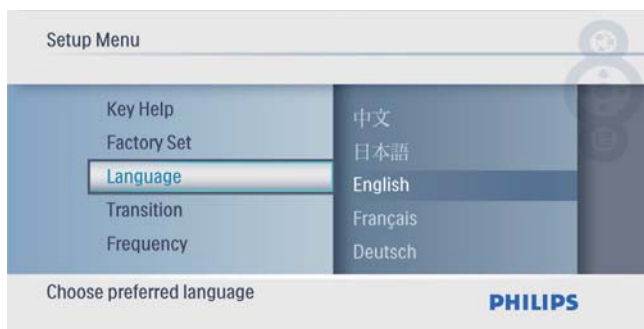 Setup Menu
Key Help
Factory Set
Language
Transition
Frequency
中文
日本語
English
Français
Deutsch
Choose preferred language
PHILIPS